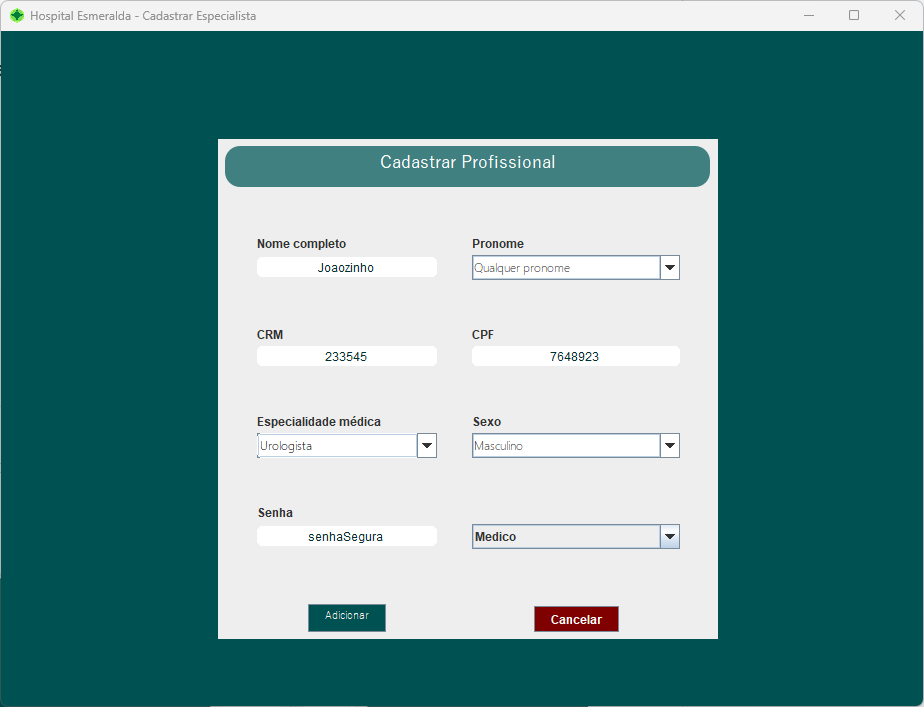 Hospital Esmeralda - Cadastrar Especialista
Cadastrar Profissional
Nome completo
Pronome
Joaozinho
Qualquer pronome
CRM
CPF
233545
7648923
Especialidade médica
Sexo
Urologista
Masculino
Senha
senhaSegura
Medico
Adicionar
Cancelar